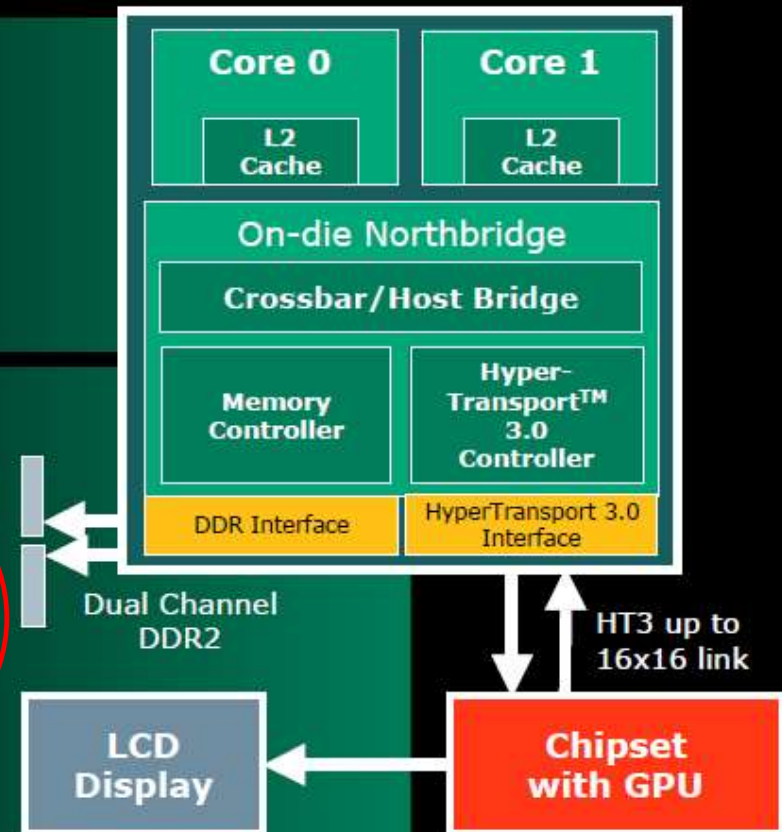 Core 0
L2
Cache
Core 1
L2
Cache
On-die Northbridge
Crossbar/Host Bridge
Memory
Controller
Hyper-
Transport™
3.0
Controller
DDR Interface
HyperTransport 3.0
Interface
Dual Channel
DDR2
HT3 up to
16x16 link
LCD
Display
Chipset
with GPU